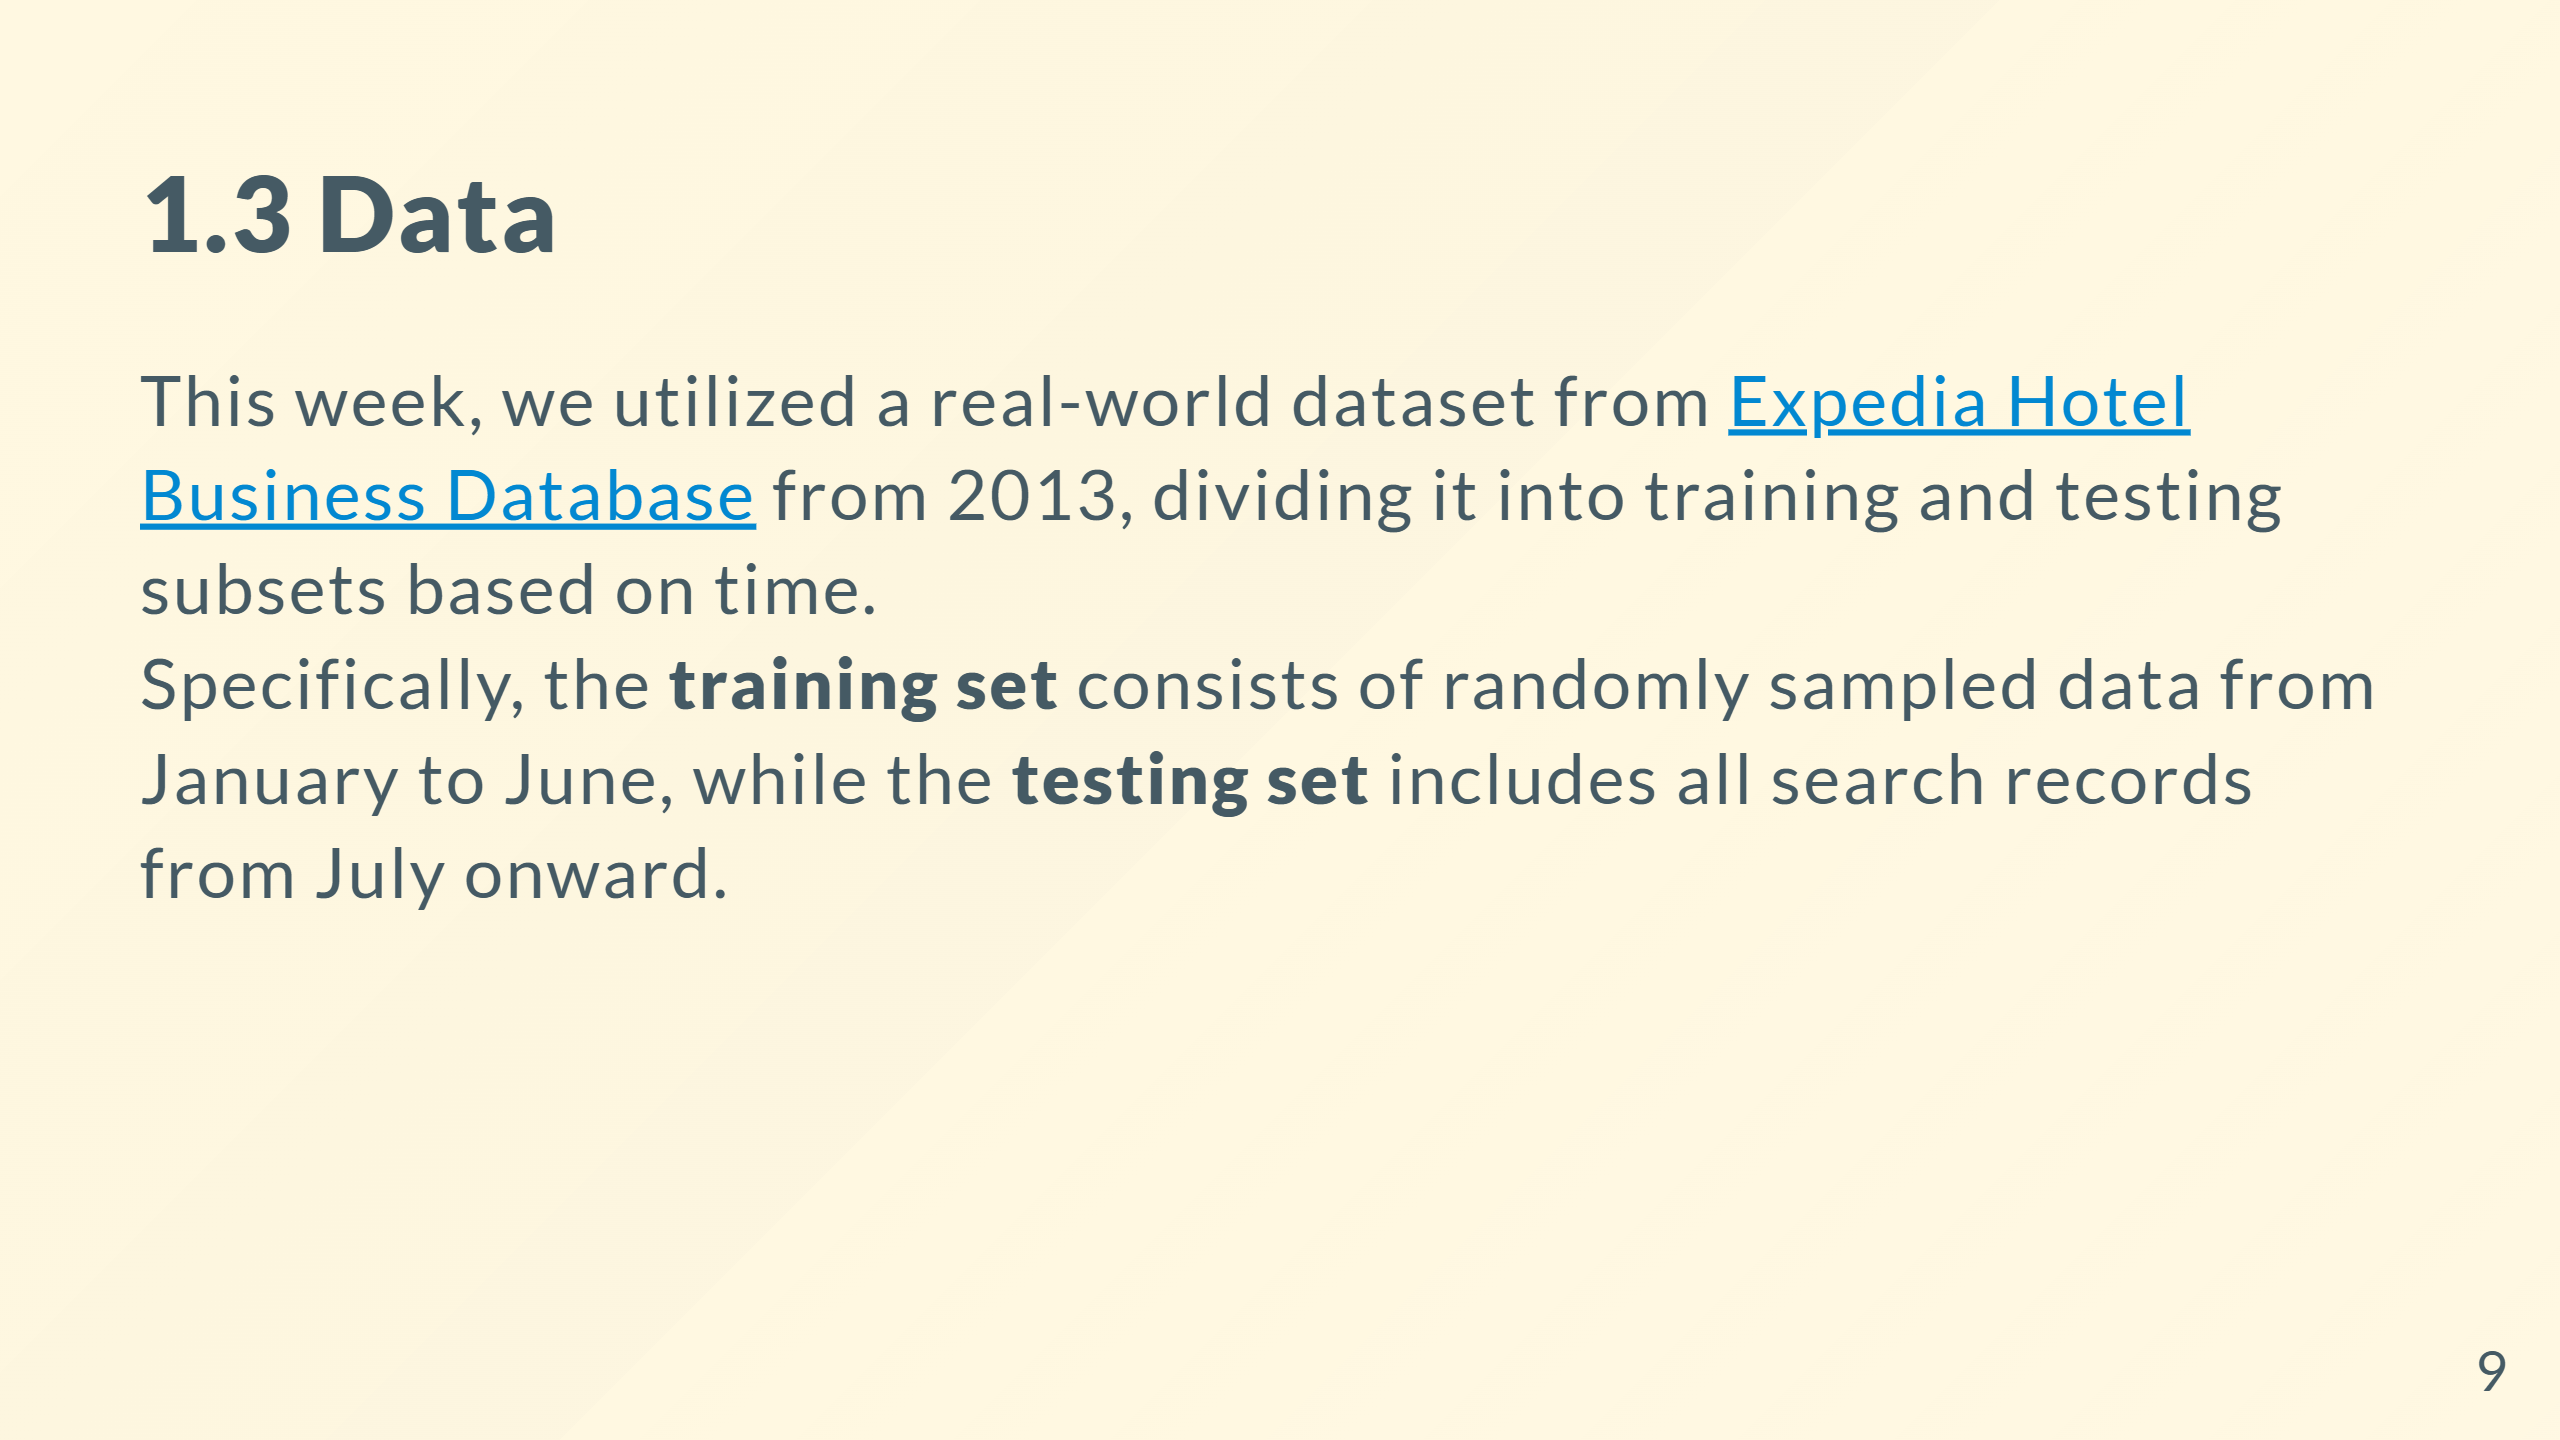 1.3 Data
This week, we utilized a real-world dataset from Expedia Hotel
Business Database from 2013, dividing it into training and testing
subsets based on time.
Specifically, the training set consists of randomly sampled data from
January to June, while the testing set includes all search records
from July onward.
9